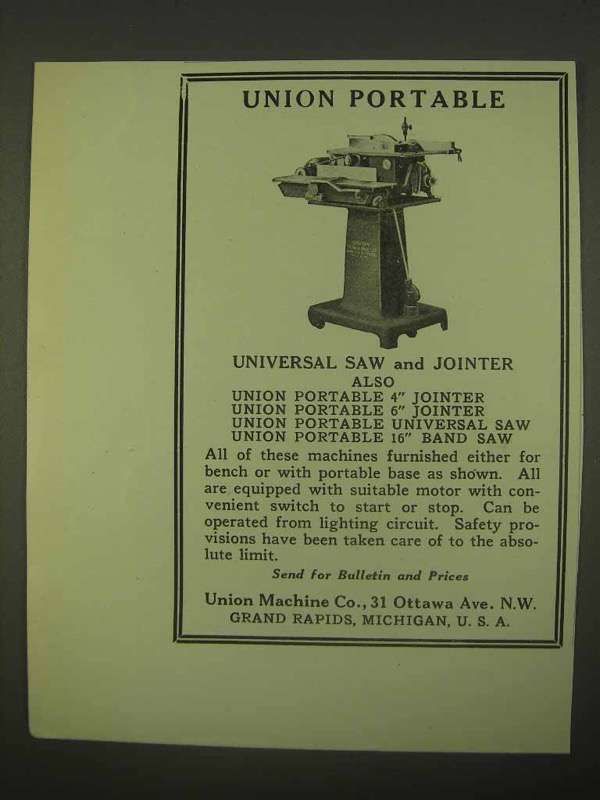 UNION PORTABLE
UNIVERSAL SAW and JOINTER
ALSO
UNION PORTABLE 4" JOINTER
UNION PORTABLE 6" JOINTER
UNION PORTABLE UNIVERSAL SAW
UNION PORTABLE 16" BAND SAW
All of these machines furnished either for
bench or with portable base as shown. All
are equipped with suitable motor with con-
venient switch to start or stop. Can be
operated from lighting circuit. Safety pro-
visions have been taken care of to the abso-
lute limit.
Send for Bulletin and Prices
Union Machine Co., 31 Ottawa Ave. N.W.
GRAND RAPIDS, MICHIGAN, U. S. A.